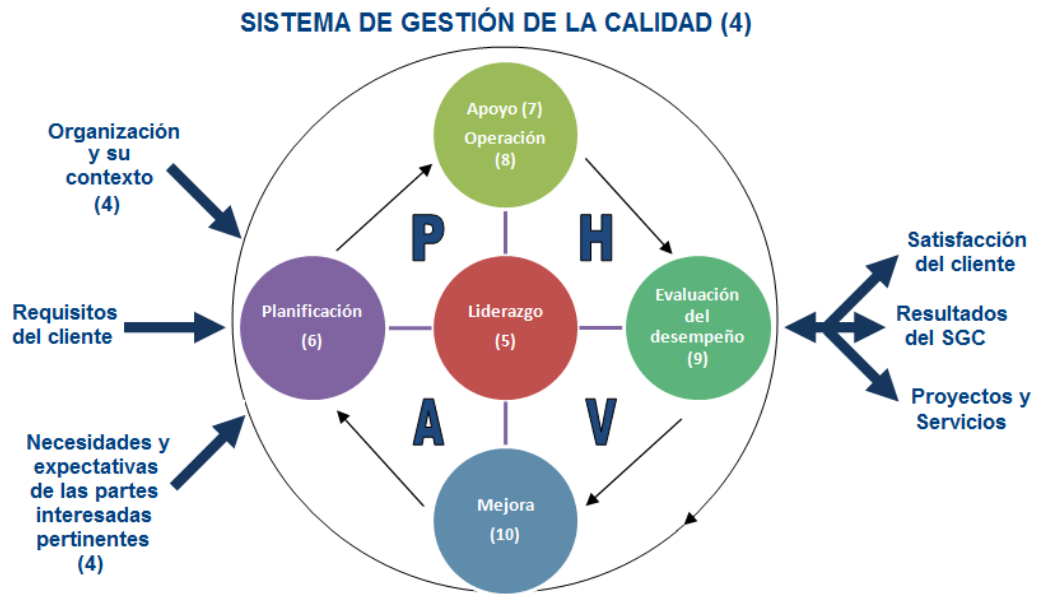 SISTEMA DE GESTIÓN DE LA CALIDAD (4)
Organización
y su
contexto
(4)
Requisitos
del cliente
Necesidades y
expectativas
de las partes
interesadas
pertinentes
(4)
Apoyo (7)
Operación
(8)
P
H
Planificación
(6)
Liderazgo
(5)
Evaluación
del
desempeño
(9)
A
V
Mejora
(10)
Satisfacción
del cliente
Resultados
del SGC
Proyectos y
Servicios